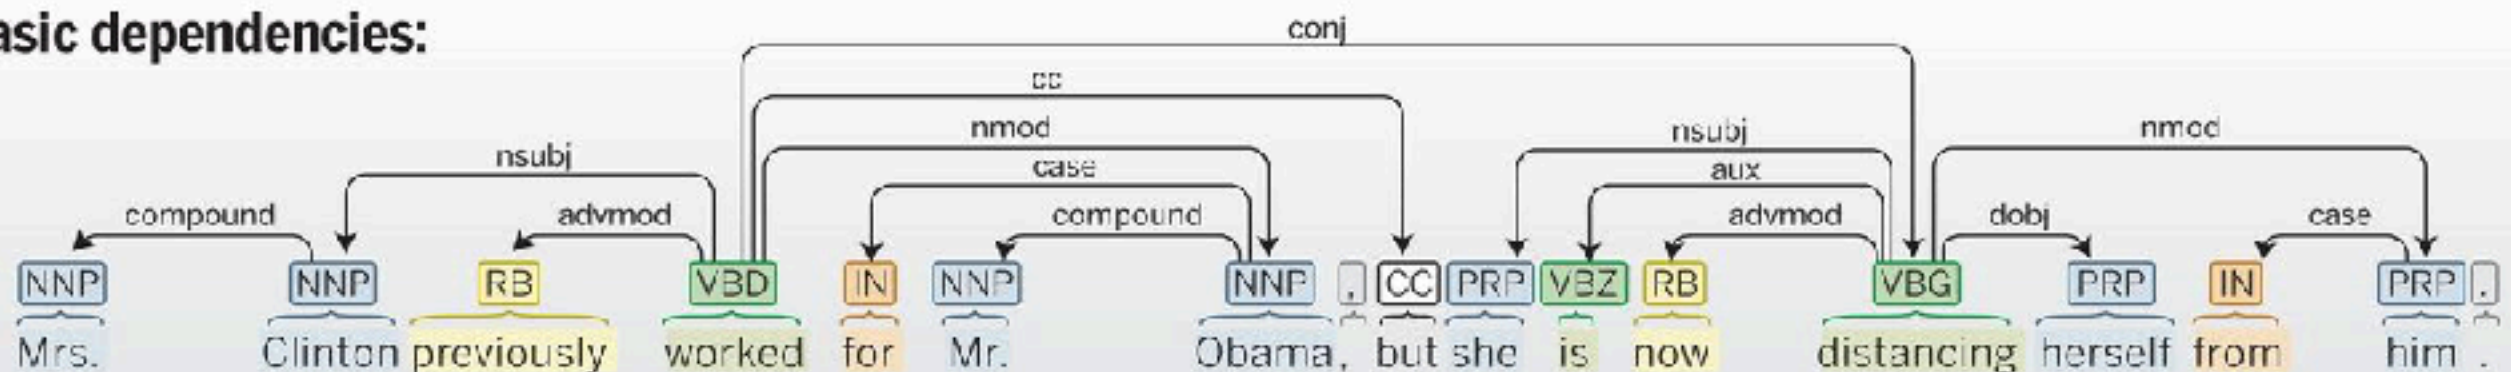 asic dependencies:
conj
cc
nmod
nsubj
nmod
nsubj
case
aux
compound
advmod
compound
advmod
dobj
case
NNP NNP RB VBD IN NNP NNP , CC PRP VBZ RB VBG PRP IN PRP .
Mrs. Clinton previously worked for Mr. Obama, but she is now distancing herself from him .